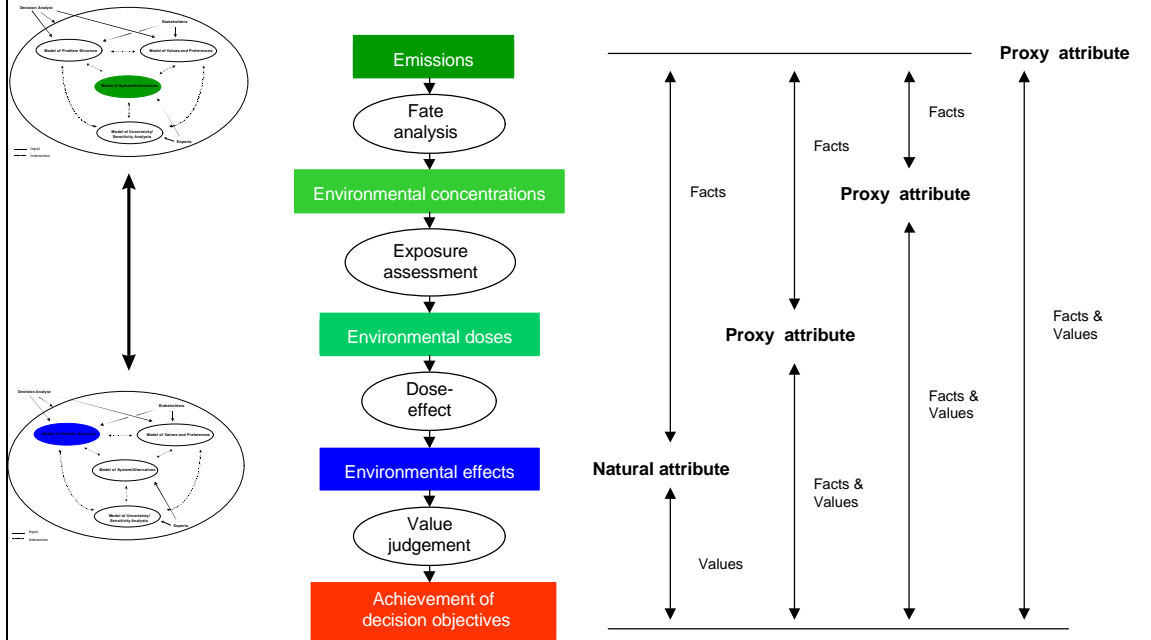 Decision Analyst
Stakeholders
Model of Problem Structure
Model of Values and Preferences
Model of System/Alternatives
Model of Uncertainty/
Sensitivity Analysis
Experts
Input
Interaction
Decision Analyst
Stakeholders
Model of Values and Preferences
Model of System/Alternatives
Model of Uncertainty/
Sensitivity Analysis
Experts
Input
Interaction
Emissions
Fate
analysis
Environmental concentrations
Exposure
assessment
Environmental doses
Dose-
effect
Environmental effects
Value
judgement
Achievement of
decision objectives
Proxy attribute
Facts
Facts
Facts
Proxy attribute
Proxy attribute
Facts &
Values
Facts &
Values
Natural attribute
Facts &
Values
Values